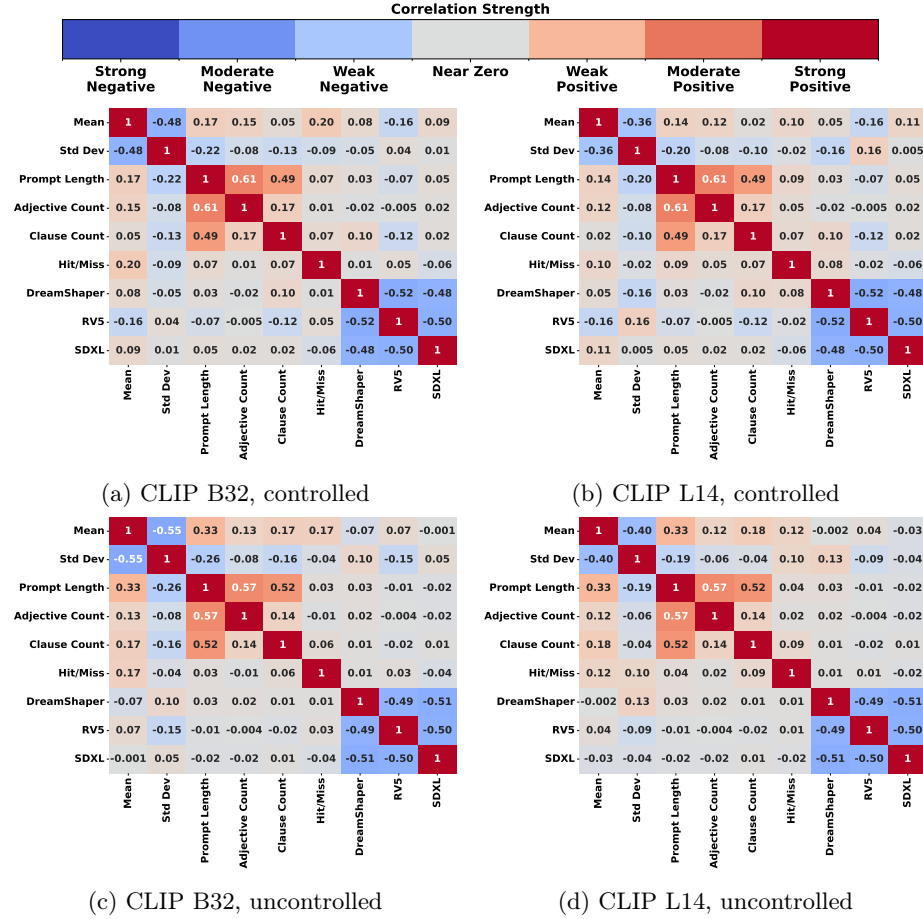 Correlation Strength
Strong Negative
Moderate Negative
Weak Negative
Near Zero
Weak Positive
Moderate Positive
Strong Positive
Mean 1 -0.48 0.17 0.15 0.05 0.20 0.08 -0.16 0.09
Std Dev -0.48 1 -0.22 -0.08 -0.13 -0.09 -0.05 0.04 0.01
Prompt Length 0.17 -0.22 1 0.61 0.49 0.07 0.03 -0.07 0.05
Adjective Count 0.15 -0.08 0.61 1 0.17 0.01 -0.02 -0.005 0.02
Clause Count 0.05 -0.13 0.49 0.17 1 0.07 0.10 -0.12 0.02
Hit/Miss 0.20 -0.09 0.07 0.01 0.07 1 0.01 0.05 -0.06
DreamShaper 0.08 -0.05 0.03 -0.02 0.10 0.01 1 -0.52 -0.48
RV5 -0.16 0.04 -0.07 -0.005 -0.12 0.05 -0.52 1 -0.50
SDXL 0.09 0.01 0.05 0.02 0.02 -0.06 -0.48 -0.50 1
Mean Std Dev Prompt Length Adjective Count Clause Count Hit/Miss DreamShaper RV5 SDXL
(a) CLIP B32, controlled
1 -0.36 0.14 0.12 0.02 0.10 0.05 -0.16 0.11
-0.36 1 -0.20 -0.08 -0.10 -0.02 -0.16 0.16 0.005
0.14 -0.20 1 0.61 0.49 0.09 0.03 -0.07 0.05
0.12 -0.08 0.61 1 0.17 0.05 -0.02 -0.005 0.02
0.02 -0.10 0.49 0.17 1 0.07 0.10 -0.12 0.02
0.10 -0.02 0.09 0.05 0.07 1 0.08 -0.02 -0.06
0.05 -0.16 0.03 -0.02 0.10 0.08 1 -0.52 -0.48
-0.16 0.16 -0.07 -0.005 -0.12 -0.02 -0.52 1 -0.50
0.11 0.005 0.05 0.02 0.02 -0.06 -0.48 -0.50 1
Mean Std Dev Prompt Length Adjective Count Clause Count Hit/Miss DreamShaper RV5 SDXL
Mean
Std Dev
Prompt Length
Adjective Count
Clause Count
Hit/Miss
DreamShaper
RV5
SDXL
(b) CLIP L14, controlled
Mean 1 -0.55 0.33 0.13 0.17 0.17 -0.07 0.07 -0.001
Std Dev -0.55 1 -0.26 -0.08 -0.16 -0.04 0.10 -0.15 0.05
Prompt Length 0.33 -0.26 1 0.57 0.52 0.03 0.03 -0.01 -0.02
Adjective Count 0.13 -0.08 0.57 1 0.14 -0.01 0.02 -0.004 -0.02
Clause Count 0.17 -0.16 0.52 0.14 1 0.06 0.01 -0.02 0.01
Hit/Miss 0.17 -0.04 0.03 -0.01 0.06 1 0.01 0.03 -0.04
DreamShaper -0.07 0.10 0.03 0.02 0.01 0.01 1 -0.49 -0.51
RV5 0.07 -0.15 -0.01 -0.004 -0.02 0.03 -0.49 1 -0.50
SDXL -0.001 0.05 -0.02 -0.02 0.01 -0.04 -0.51 -0.50 1
Mean Std Dev Prompt Length Adjective Count Clause Count Hit/Miss DreamShaper RV5 SDXL
(c) CLIP B32, uncontrolled
Mean 1 -0.40 0.33 0.12 0.18 0.12 -0.002 0.04 -0.03
Std Dev -0.40 1 -0.19 -0.06 -0.04 0.10 0.13 -0.09 -0.04
Prompt Length 0.33 -0.19 1 0.57 0.52 0.04 0.03 -0.01 -0.02
Adjective Count 0.12 -0.06 0.57 1 0.14 0.02 0.02 -0.004 -0.02
Clause Count 0.18 -0.04 0.52 0.14 1 0.09 0.01 -0.02 0.01
Hit/Miss 0.12 0.10 0.04 0.02 0.09 1 0.01 0.01 -0.02
DreamShaper -0.002 0.13 0.03 0.02 0.01 0.01 1 -0.49 -0.51
RV5 0.04 -0.09 -0.01 -0.004 -0.02 0.01 -0.49 1 -0.50
SDXL -0.03 -0.04 -0.02 -0.02 0.01 -0.02 -0.51 -0.50 1
Mean Std Dev Prompt Length Adjective Count Clause Count Hit/Miss DreamShaper RV5 SDXL
(d) CLIP L14, uncontrolled